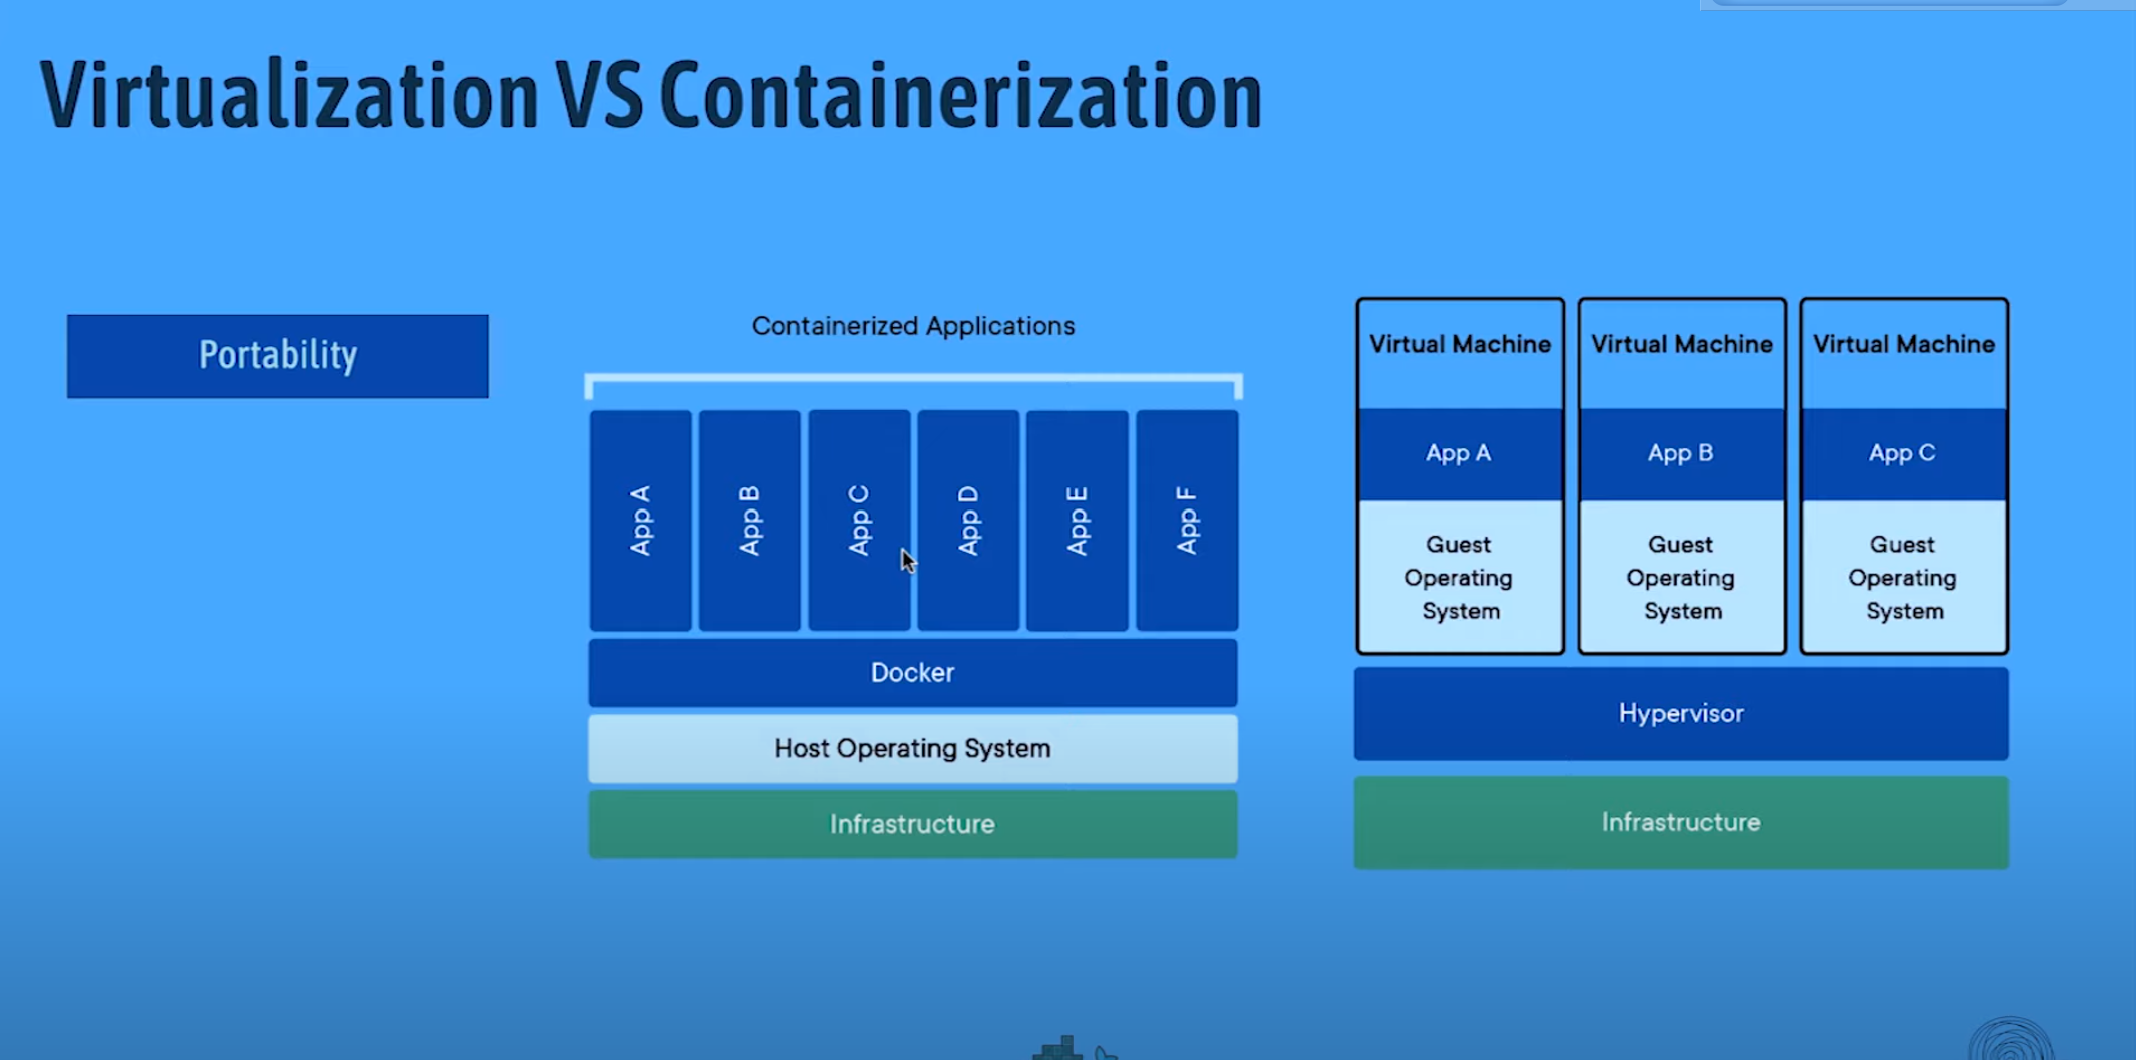 Virtualization VS Containerization
Portability
Containerized Applications
App A
App B
App C
App D
App E
App F
Docker
Host Operating System
Infrastructure
Virtual Machine
App A
Guest
Operating
System
Virtual Machine
App B
Guest
Operating
System
Virtual Machine
App C
Guest
Operating
System
Hypervisor
Infrastructure